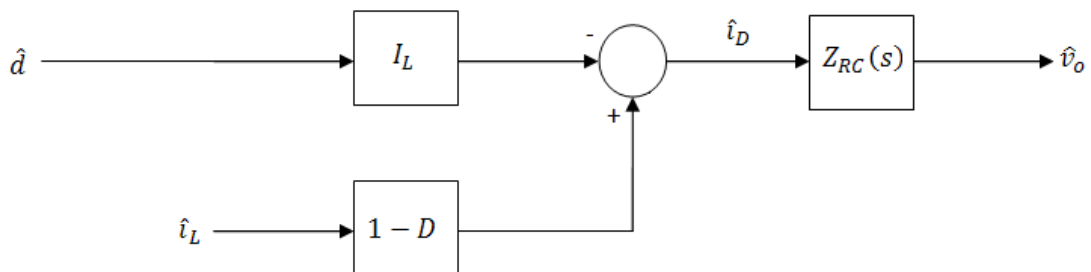 d̂
I_L
-
î_D
Z_RC(s)
v̂_o
+
î_L
1 − D